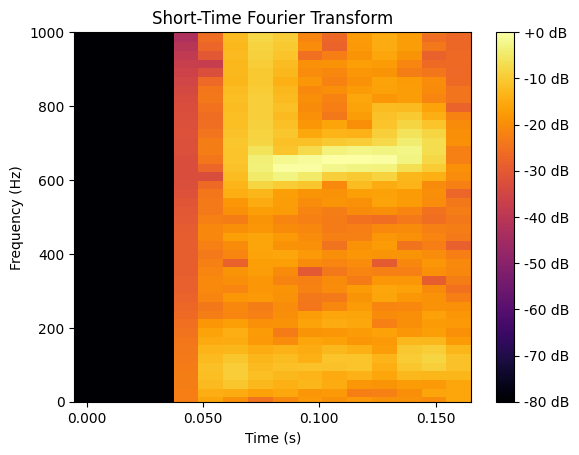 Short-Time Fourier Transform
1000
800
600
400
200
0
Frequency (Hz)
0.000
0.050
0.100
0.150
Time (s)
+0 dB
-10 dB
-20 dB
-30 dB
-40 dB
-50 dB
-60 dB
-70 dB
-80 dB